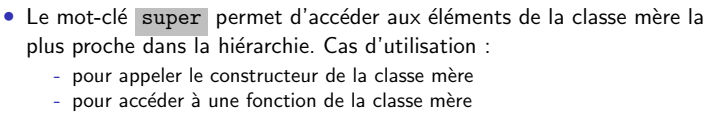 • Le mot-clé super permet d'accéder aux éléments de la classe mère la
plus proche dans la hiérarchie. Cas d'utilisation :
- pour appeler le constructeur de la classe mère
- pour accéder à une fonction de la classe mère